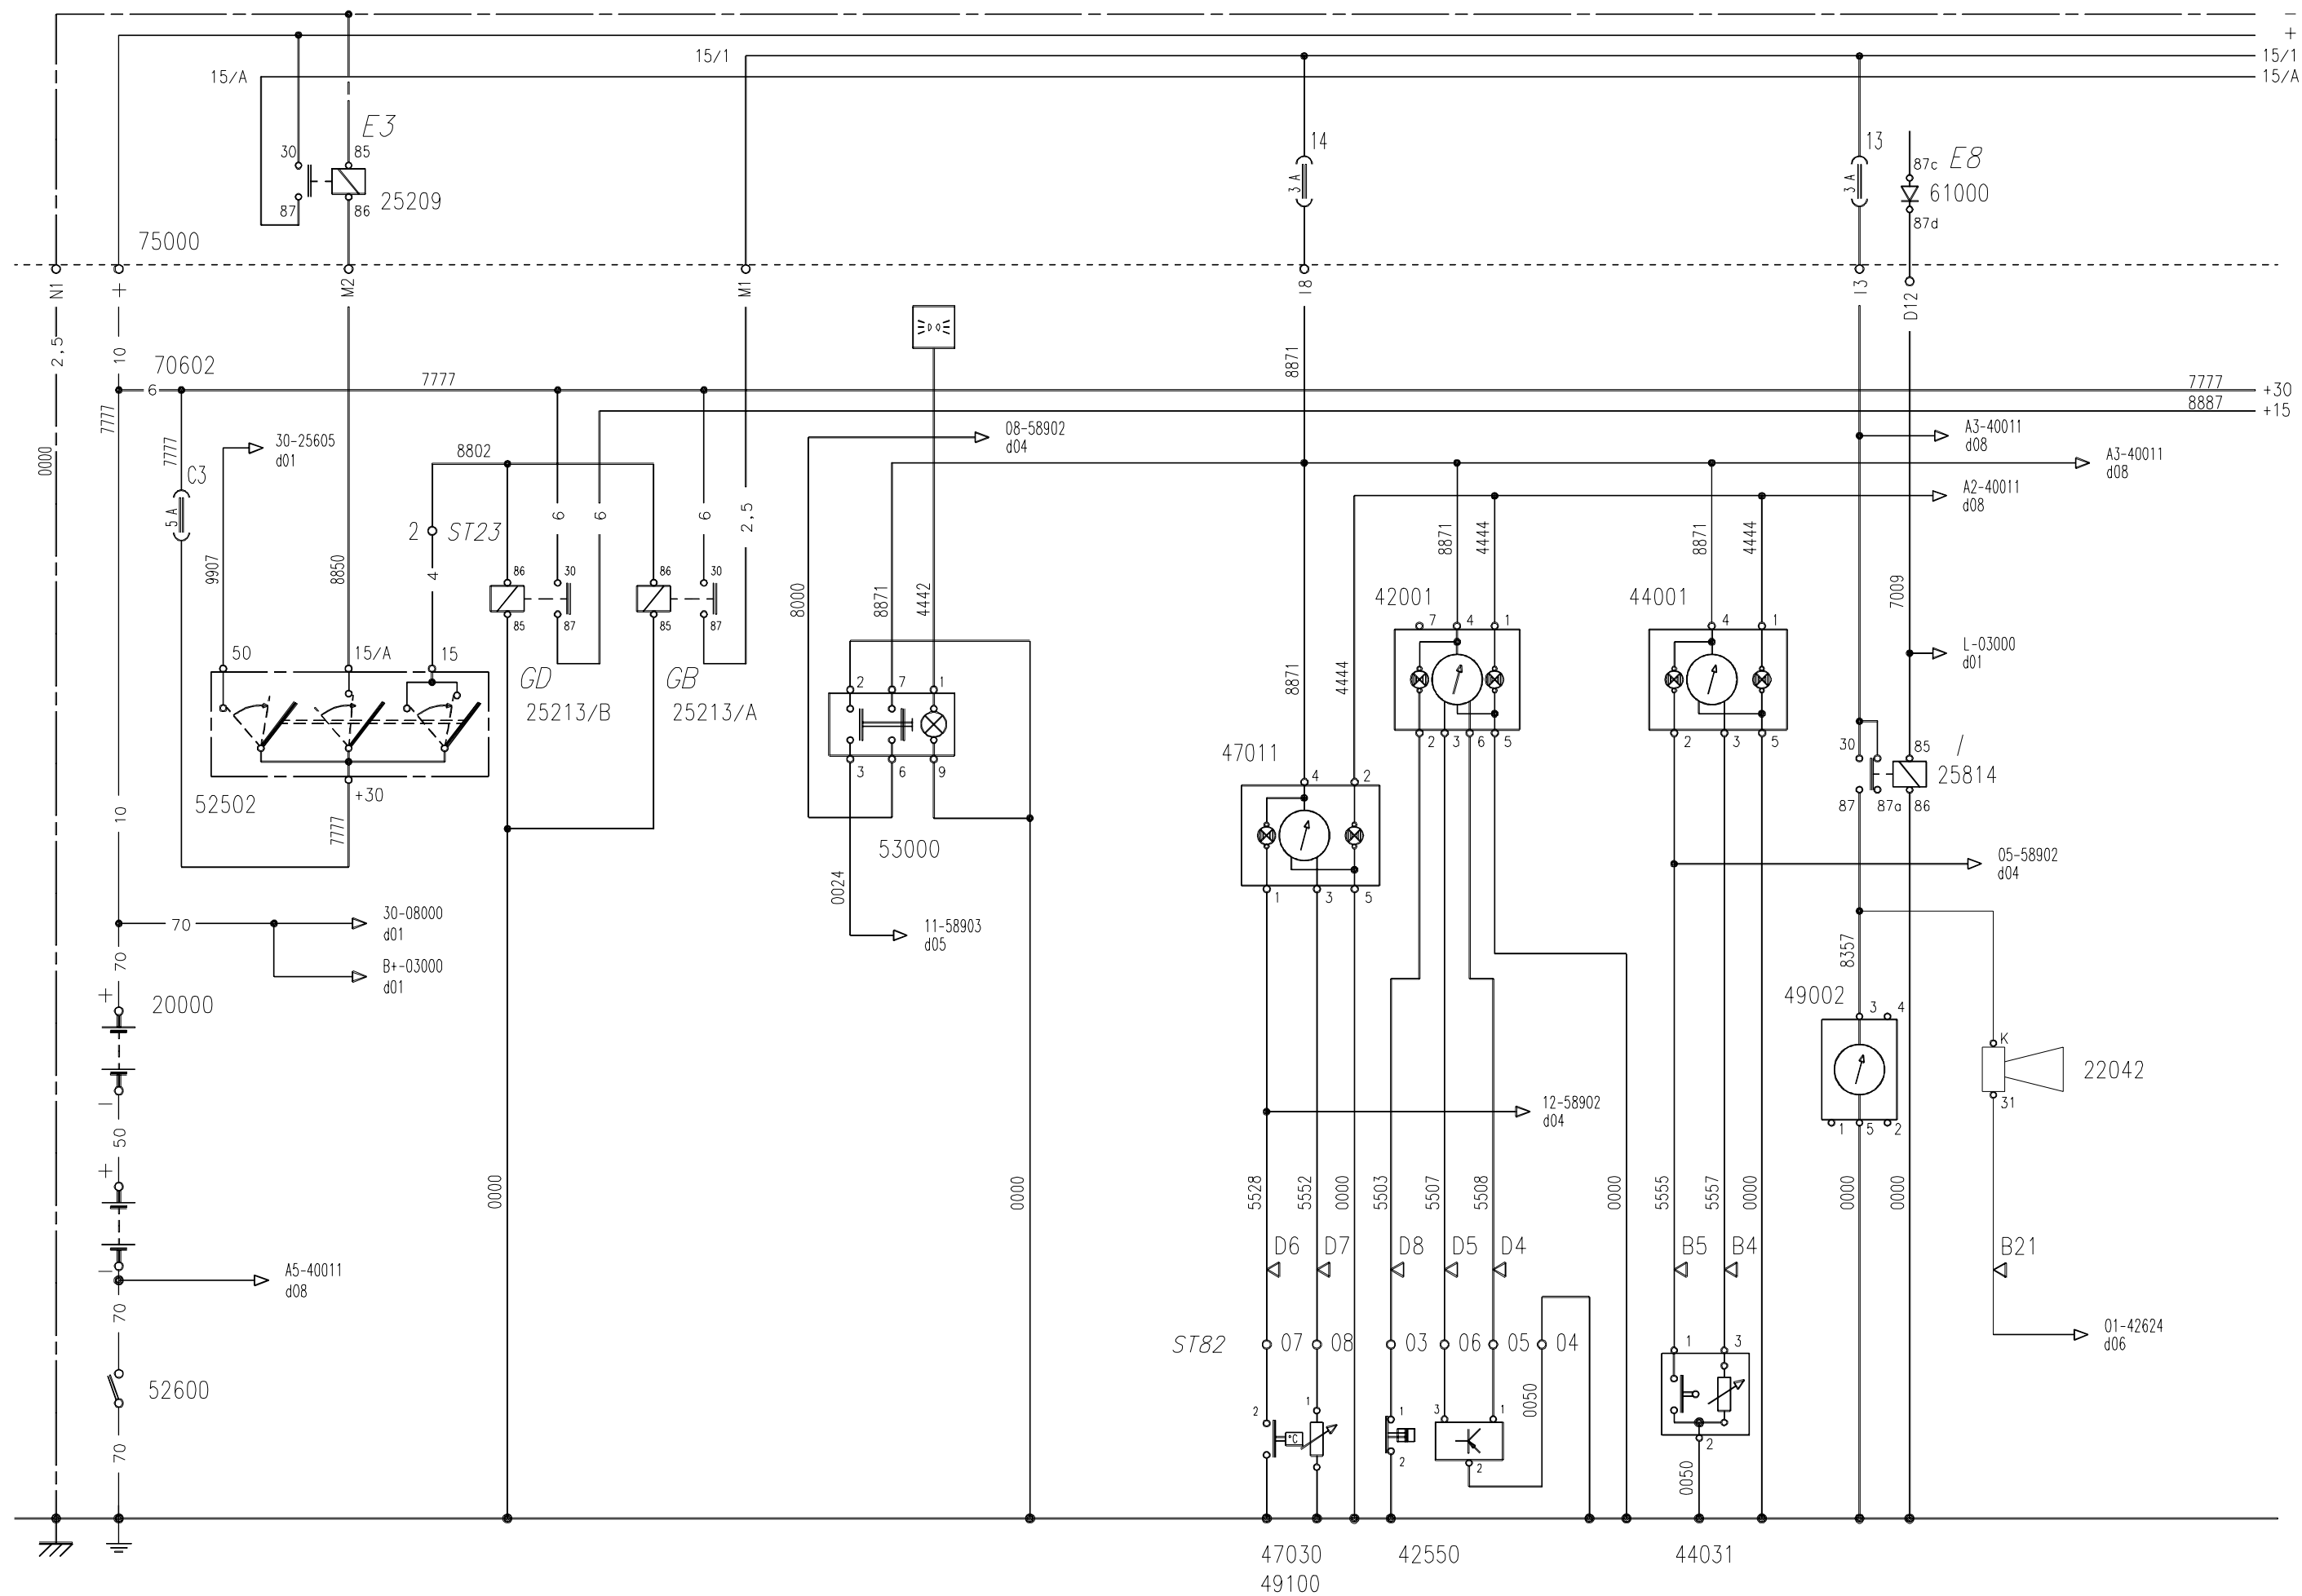 −
+
15/1
15/1
15/A
15/A
E3
14
13
30
85
87c
E8
3 A
3 A
61000
25209
87
86
87d
75000
N1
+
M2
M1
I8
I3
D12
2,5
10
8871
70602
7777
7777
+30
6
8887
+15
7777
0000
7777
08-58902
d04
A3-40011
d08
30-25605
d01
8802
A3-40011
d08
C3
A2-40011
d08
5 A
6
6
6
2,5
2
ST23
8871
4444
8871
4444
9907
8850
4
86
30
86
30
8000
8871
4442
42001
44001
7009
85
87
85
87
7
4
1
4
1
50
15/A
15
L-03000
d01
GD
GB
2
7
1
8871
4444
25213/B
25213/A
2
3
6
5
2
3
5
30
85
/
47011
3
6
9
4
2
25814
52502
+30
87
87a
86
10
7777
53000
05-58902
d04
0024
1
3
5
70
30-08000
d01
11-58903
d05
8357
70
B+-03000
d01
+
20000
49002
3
4
K
22042
−
12-58902
d04
31
50
1
5
2
+
0000
0000
5528
5552
0000
5503
5507
5508
0000
5555
5557
0000
0000
0000
D6
D7
D8
D5
D4
B5
B4
B21
−
A5-40011
d08
70
01-42624
d06
ST82
07
08
03
06
05
04
1
3
52600
0050
2
1
1
3
1
°C
70
2
2
2
0050
47030
42550
44031
49100